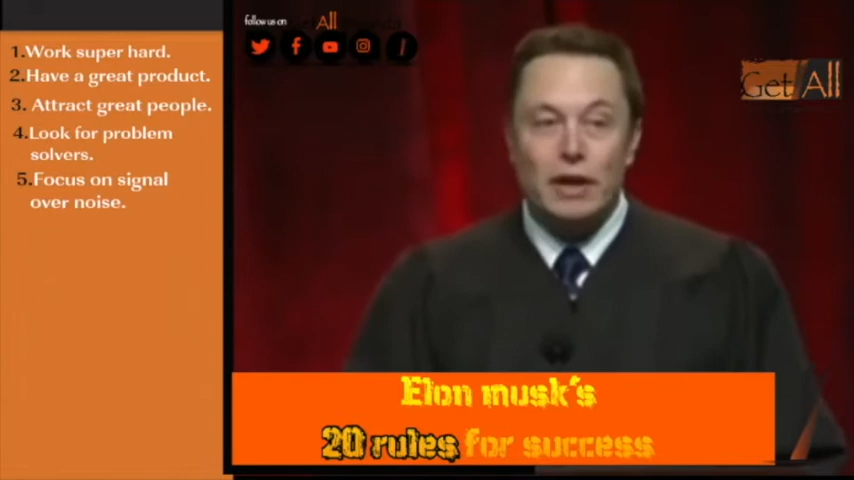 1.Work super hard.
2.Have a great product.
3. Attract great people.
4.Look for problem
solvers.
5.Focus on signal
over noise.
follow us on
All
Get All
Elon musk's
20 rules for success